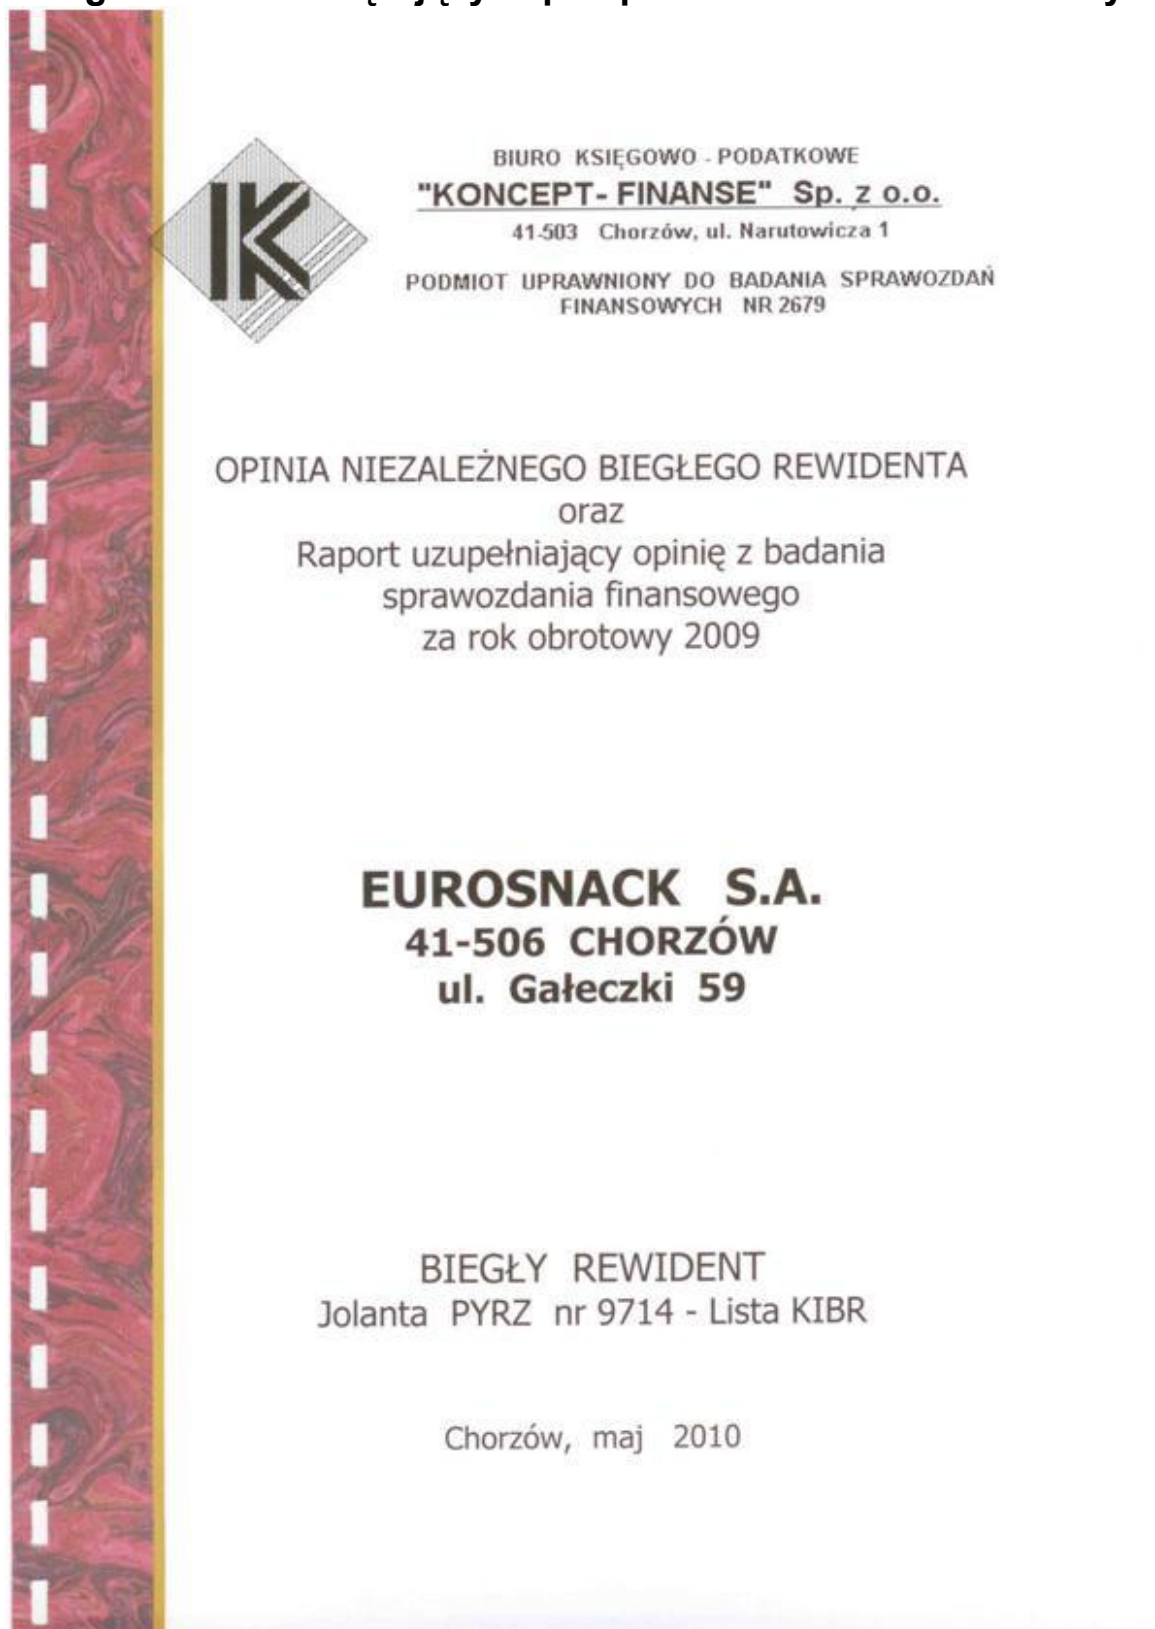 BIURO KSIĘGOWO - PODATKOWE
"KONCEPT- FINANSE" Sp. z o.o.
41-503 Chorzów, ul. Narutowicza 1
PODMIOT UPRAWNIONY DO BADANIA SPRAWOZDAŃ
FINANSOWYCH NR 2679
OPINIA NIEZALEŻNEGO BIEGŁEGO REWIDENTA
oraz
Raport uzupełniający opinię z badania
sprawozdania finansowego
za rok obrotowy 2009
EUROSNACK S.A.
41-506 CHORZÓW
ul. Gałeczki 59
BIEGŁY REWIDENT
Jolanta PYRZ nr 9714 - Lista KIBR
Chorzów, maj 2010